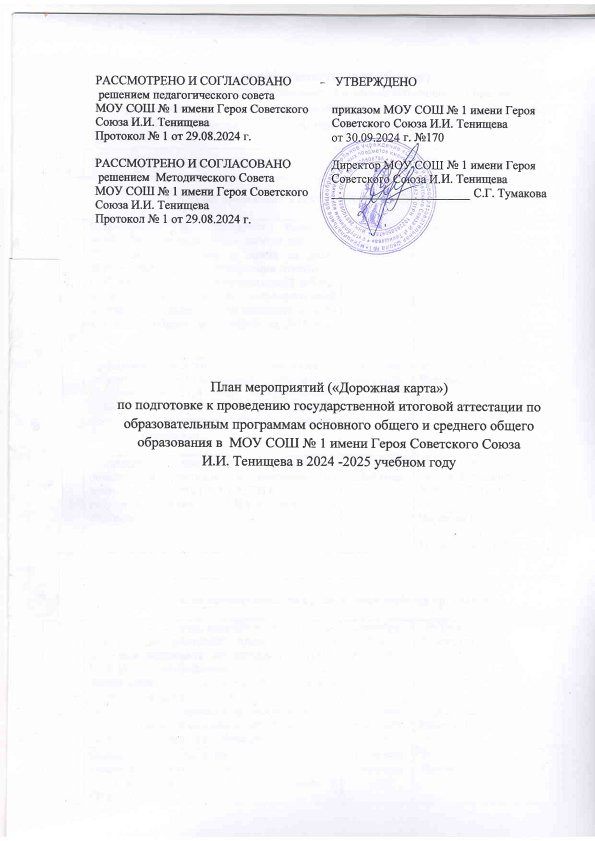 РАССМОТРЕНО И СОГЛАСОВАНО
решением педагогического совета
МОУ СОШ № 1 имени Героя Советского
Союза И.И. Тенищева
Протокол № 1 от 29.08.2024 г.
РАССМОТРЕНО И СОГЛАСОВАНО
решением Методического Совета
МОУ СОШ № 1 имени Героя Советского
Союза И.И. Тенищева
Протокол № 1 от 29.08.2024 г.
УТВЕРЖДЕНО
приказом МОУ СОШ № 1 имени Героя
Советского Союза И.И. Тенищева
от 30.09.2024 г. №170
Директор МОУ СОШ № 1 имени Героя
Советского Союза И.И. Тенищева
_______________________ С.Г. Тумакова
План мероприятий («Дорожная карта»)
по подготовке к проведению государственной итоговой аттестации по
образовательным программам основного общего и среднего общего
образования в МОУ СОШ № 1 имени Героя Советского Союза
И.И. Тенищева в 2024 -2025 учебном году